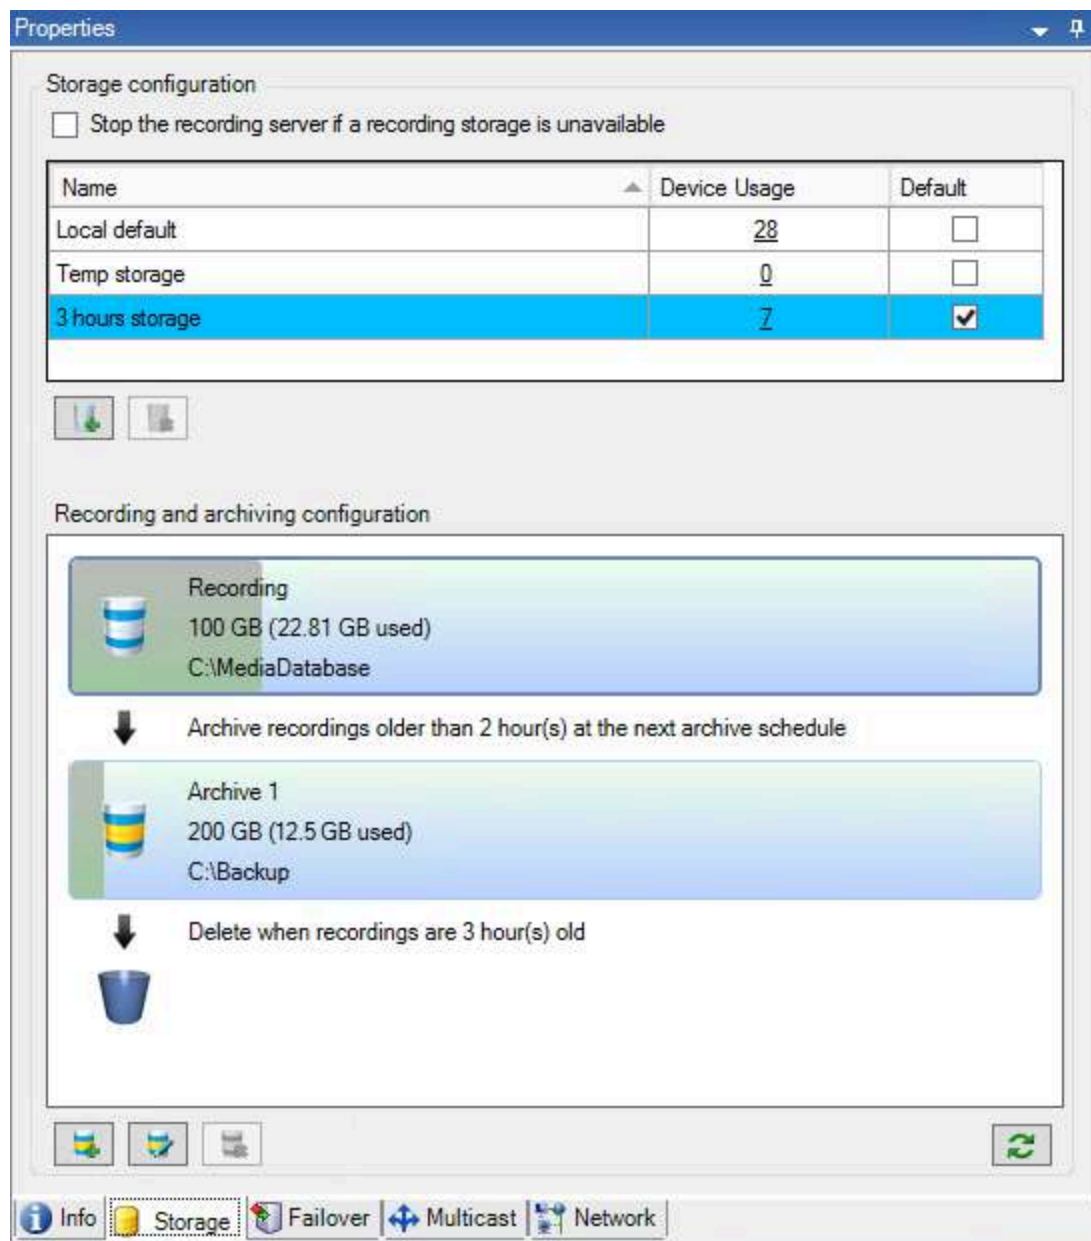 Properties
Storage configuration
Stop the recording server if a recording storage is unavailable
Name Device Usage Default
Local default 28
Temp storage 0
3 hours storage 7
Recording and archiving configuration
Recording
100 GB (22.81 GB used)
C:\MediaDatabase
Archive recordings older than 2 hour(s) at the next archive schedule
Archive 1
200 GB (12.5 GB used)
C:\Backup
Delete when recordings are 3 hour(s) old
Info Storage Failover Multicast Network